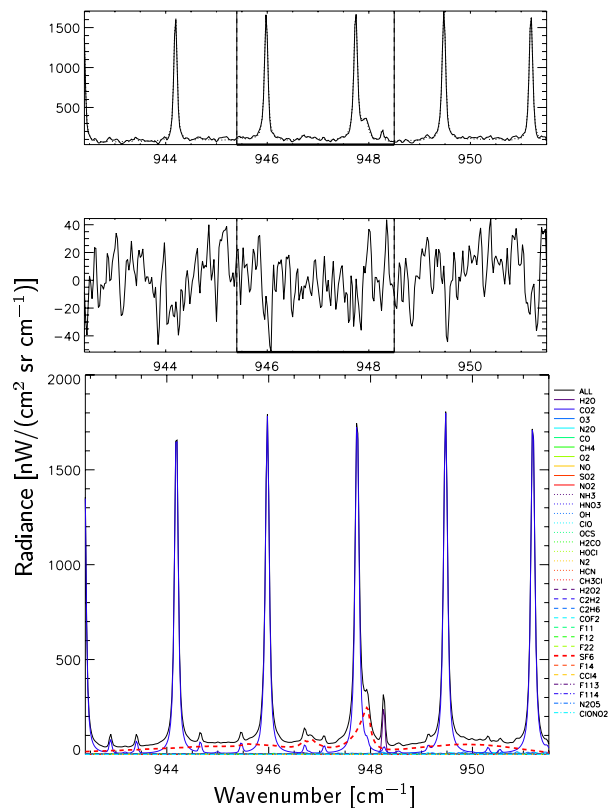 1500
1000
500
944 946 948 950
40
20
0
−20
−40
944 946 948 950
Radiance [nW/(cm² sr cm⁻¹)]
2000
1500
1000
500
0
944 946 948 950
Wavenumber [cm⁻¹]
ALL
H2O
CO2
O3
N2O
CO
CH4
O2
NO
SO2
NO2
NH3
HNO3
OH
ClO
OCS
H2CO
HOCl
N2
HCN
CH3Cl
H2O2
C2H2
C2H6
COF2
F11
F12
F22
SF6
F14
CCl4
F113
F114
N2O5
ClONO2